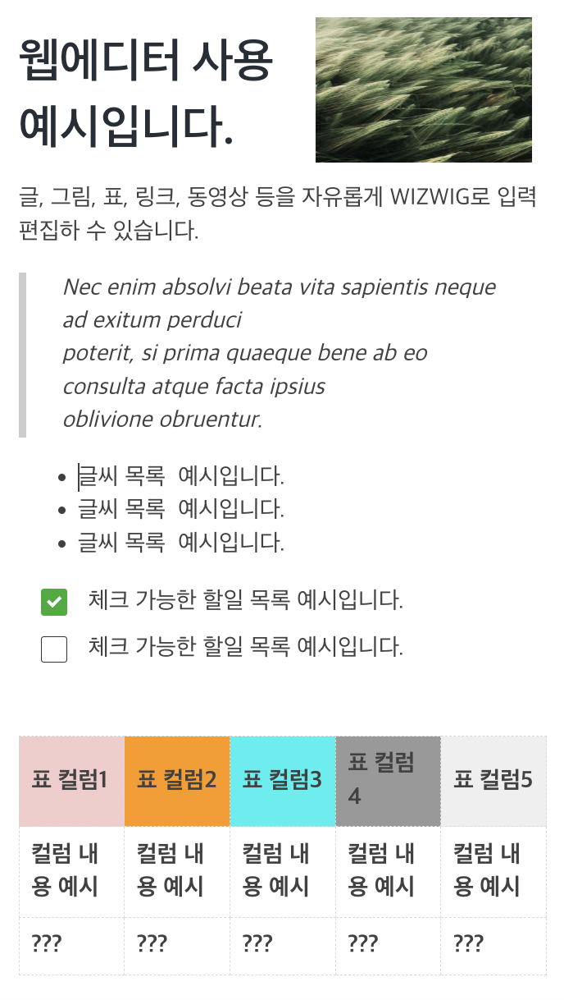 웹에디터 사용
예시입니다.
글, 그림, 표, 링크, 동영상 등을 자유롭게 WIZWIG로 입력
편집하 수 있습니다.
Nec enim absolvi beata vita sapientis neque
ad exitum perduci
poterit, si prima quaeque bene ab eo
consulta atque facta ipsius
oblivione obruentur.
글씨 목록  예시입니다.
글씨 목록  예시입니다.
글씨 목록  예시입니다.
체크 가능한 할일 목록 예시입니다.
체크 가능한 할일 목록 예시입니다.
표 컬럼1 표 컬럼2 표 컬럼3 표 컬럼
4 표 컬럼5
컬럼 내 컬럼 내 컬럼 내 컬럼 내 컬럼 내
용 예시 용 예시 용 예시 용 예시 용 예시
??? ??? ??? ??? ???